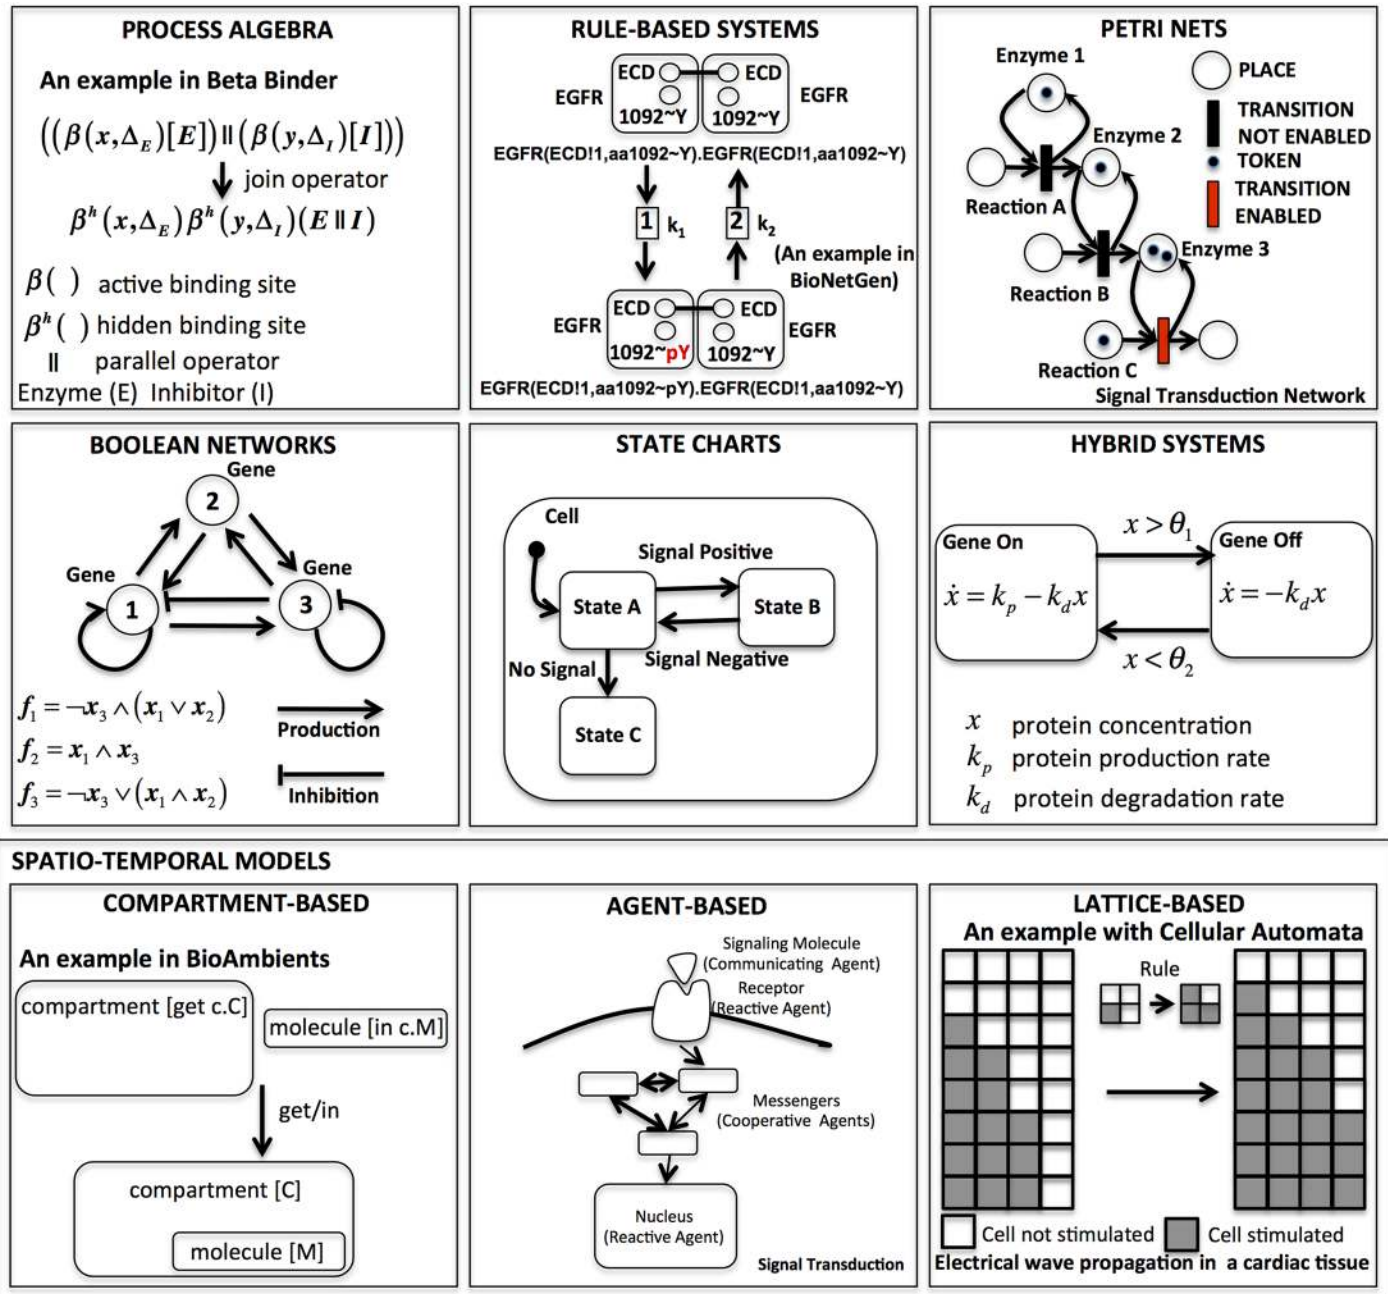 PROCESS ALGEBRA
An example in Beta Binder
((β(x,Δ_E)[E])‖(β(y,Δ_I)[I]))
join operator
β^h(x,Δ_E)β^h(y,Δ_I)(E‖I)
β( ) active binding site
β^h( ) hidden binding site
‖ parallel operator
Enzyme (E) Inhibitor (I)
RULE-BASED SYSTEMS
ECD ECD
EGFR EGFR
1092~Y 1092~Y
EGFR(ECD!1,aa1092~Y).EGFR(ECD!1,aa1092~Y)
1 k₁ 2 k₂
(An example in
BioNetGen)
ECD ECD
EGFR EGFR
1092~pY 1092~Y
EGFR(ECD!1,aa1092~pY).EGFR(ECD!1,aa1092~Y)
PETRI NETS
Enzyme 1
PLACE
TRANSITION
NOT ENABLED
Enzyme 2
TOKEN
TRANSITION
ENABLED
Reaction A
Enzyme 3
Reaction B
Reaction C
Signal Transduction Network
BOOLEAN NETWORKS
Gene
2
Gene Gene
1 3
f₁ = ¬x₃ ∧ (x₁ ∨ x₂)
Production
f₂ = x₁ ∧ x₃
f₃ = ¬x₃ ∨ (x₁ ∧ x₂)
Inhibition
STATE CHARTS
Cell
Signal Positive
State A State B
Signal Negative
No Signal
State C
HYBRID SYSTEMS
x > θ₁
Gene On Gene Off
ẋ = k_p − k_d x ẋ = −k_d x
x < θ₂
x protein concentration
k_p protein production rate
k_d protein degradation rate
SPATIO-TEMPORAL MODELS
COMPARTMENT-BASED
An example in BioAmbients
compartment [get c.C]
molecule [in c.M]
get/in
compartment [C]
molecule [M]
AGENT-BASED
Signaling Molecule
(Communicating Agent)
Receptor
(Reactive Agent)
Messengers
(Cooperative Agents)
Nucleus
(Reactive Agent)
Signal Transduction
LATTICE-BASED
An example with Cellular Automata
Rule
Cell not stimulated Cell stimulated
Electrical wave propagation in a cardiac tissue